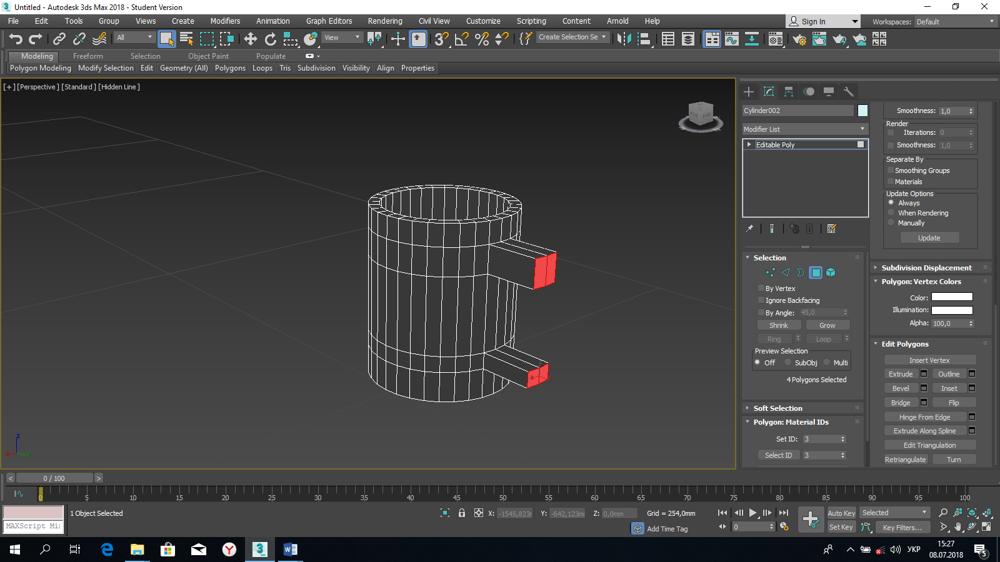 Untitled - Autodesk 3ds Max 2018 - Student Version
File Edit Tools Group Views Create Modifiers Animation Graph Editors Rendering Civil View Customize Scripting Content Arnold Help
Sign In
Workspaces: Default
All
View
Create Selection Se
Modeling Freeform Selection Object Paint Populate
Polygon Modeling Modify Selection Edit Geometry (All) Polygons Loops Tris Subdivision Visibility Align Properties
[+] [Perspective] [Standard] [Hidden Line]
Cylinder002
Modifier List
Editable Poly
Selection
By Vertex
Ignore Backfacing
By Angle: 45,0
Shrink Grow
Ring Loop
Preview Selection
Off SubObj Multi
4 Polygons Selected
Soft Selection
Polygon: Material IDs
Set ID: 3
Select ID 3
Smoothness: 1,0
Render
Iterations: 0
Smoothness: 1,0
Separate By
Smoothing Groups
Materials
Update Options
Always
When Rendering
Manually
Update
Subdivision Displacement
Polygon: Vertex Colors
Color:
Illumination:
Alpha: 100,0
Edit Polygons
Insert Vertex
Extrude Outline
Bevel Inset
Bridge Flip
Hinge From Edge
Extrude Along Spline
Edit Triangulation
Retriangulate Turn
z
x
y
< 0 / 100 >
0 5 10 15 20 25 30 35 40 45 50 55 60 65 70 75 80 85 90 95 100
1 Object Selected
MAXScript Mi
X: -1545,823m Y: -642,123m Z: 0,0mm Grid = 254,0mm
Add Time Tag
0
Auto Key Selected
Set Key Key Filters...
УКР
15:27
08.07.2018
5